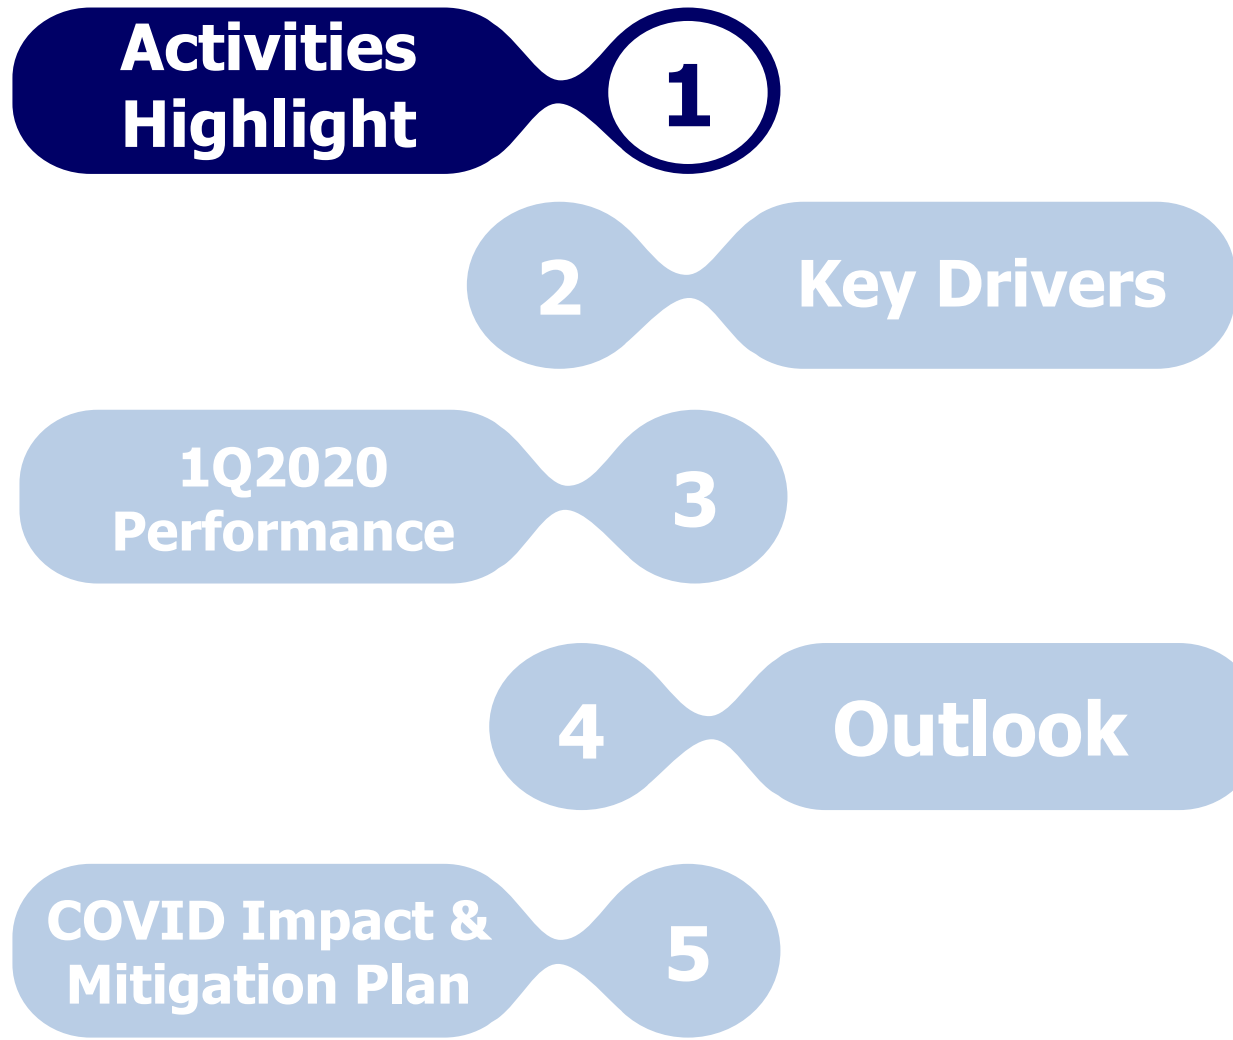 Activities
Highlight
1
2
Key Drivers
1Q2020
Performance
3
4
Outlook
COVID Impact &
Mitigation Plan
5